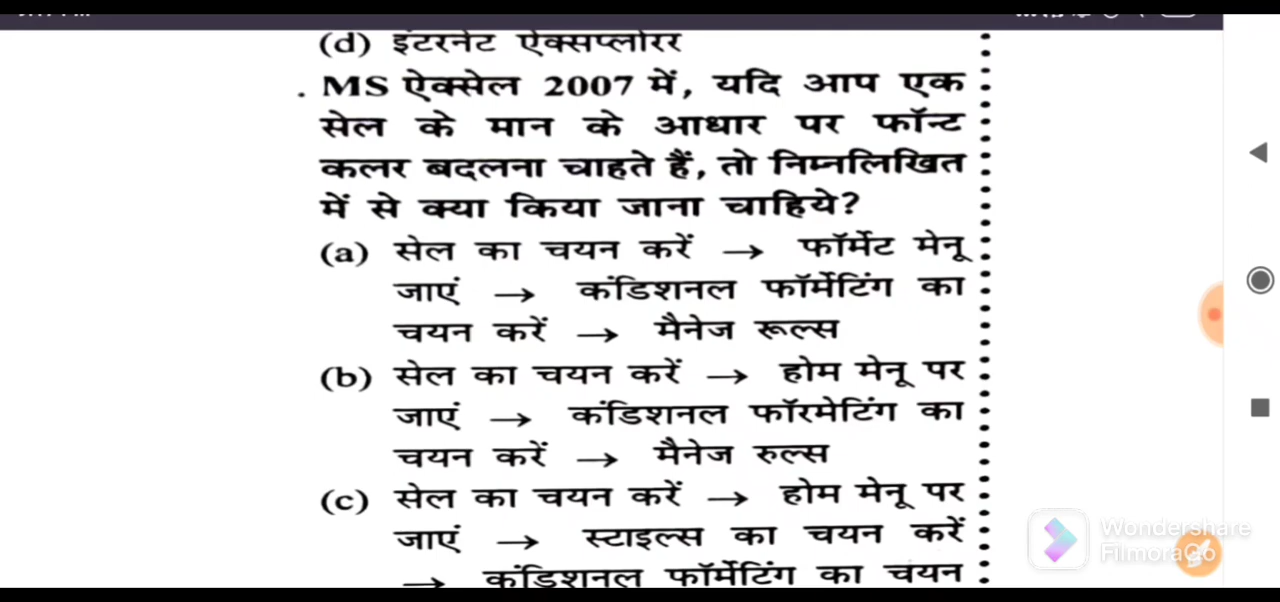 (d) इंटरनेट ऐक्सप्लोरर
. MS ऐक्सेल 2007 में, यदि आप एक
सेल के मान के आधार पर फॉन्ट
कलर बदलना चाहते हैं, तो निम्नलिखित
में से क्या किया जाना चाहिये?
(a) सेल का चयन करें → फॉर्मेट मेनू
जाएं → कंडिशनल फॉर्मेटिंग का
चयन करें → मैनेज रूल्स
(b) सेल का चयन करें → होम मेनू पर
जाएं → कंडिशनल फॉरमेटिंग का
चयन करें → मैनेज रुल्स
(c) सेल का चयन करें → होम मेनू पर
जाएं → स्टाइल्स का चयन करें
→ कंडिशनल फॉर्मेटिंग का चयन
Wondershare
FilmoraGo